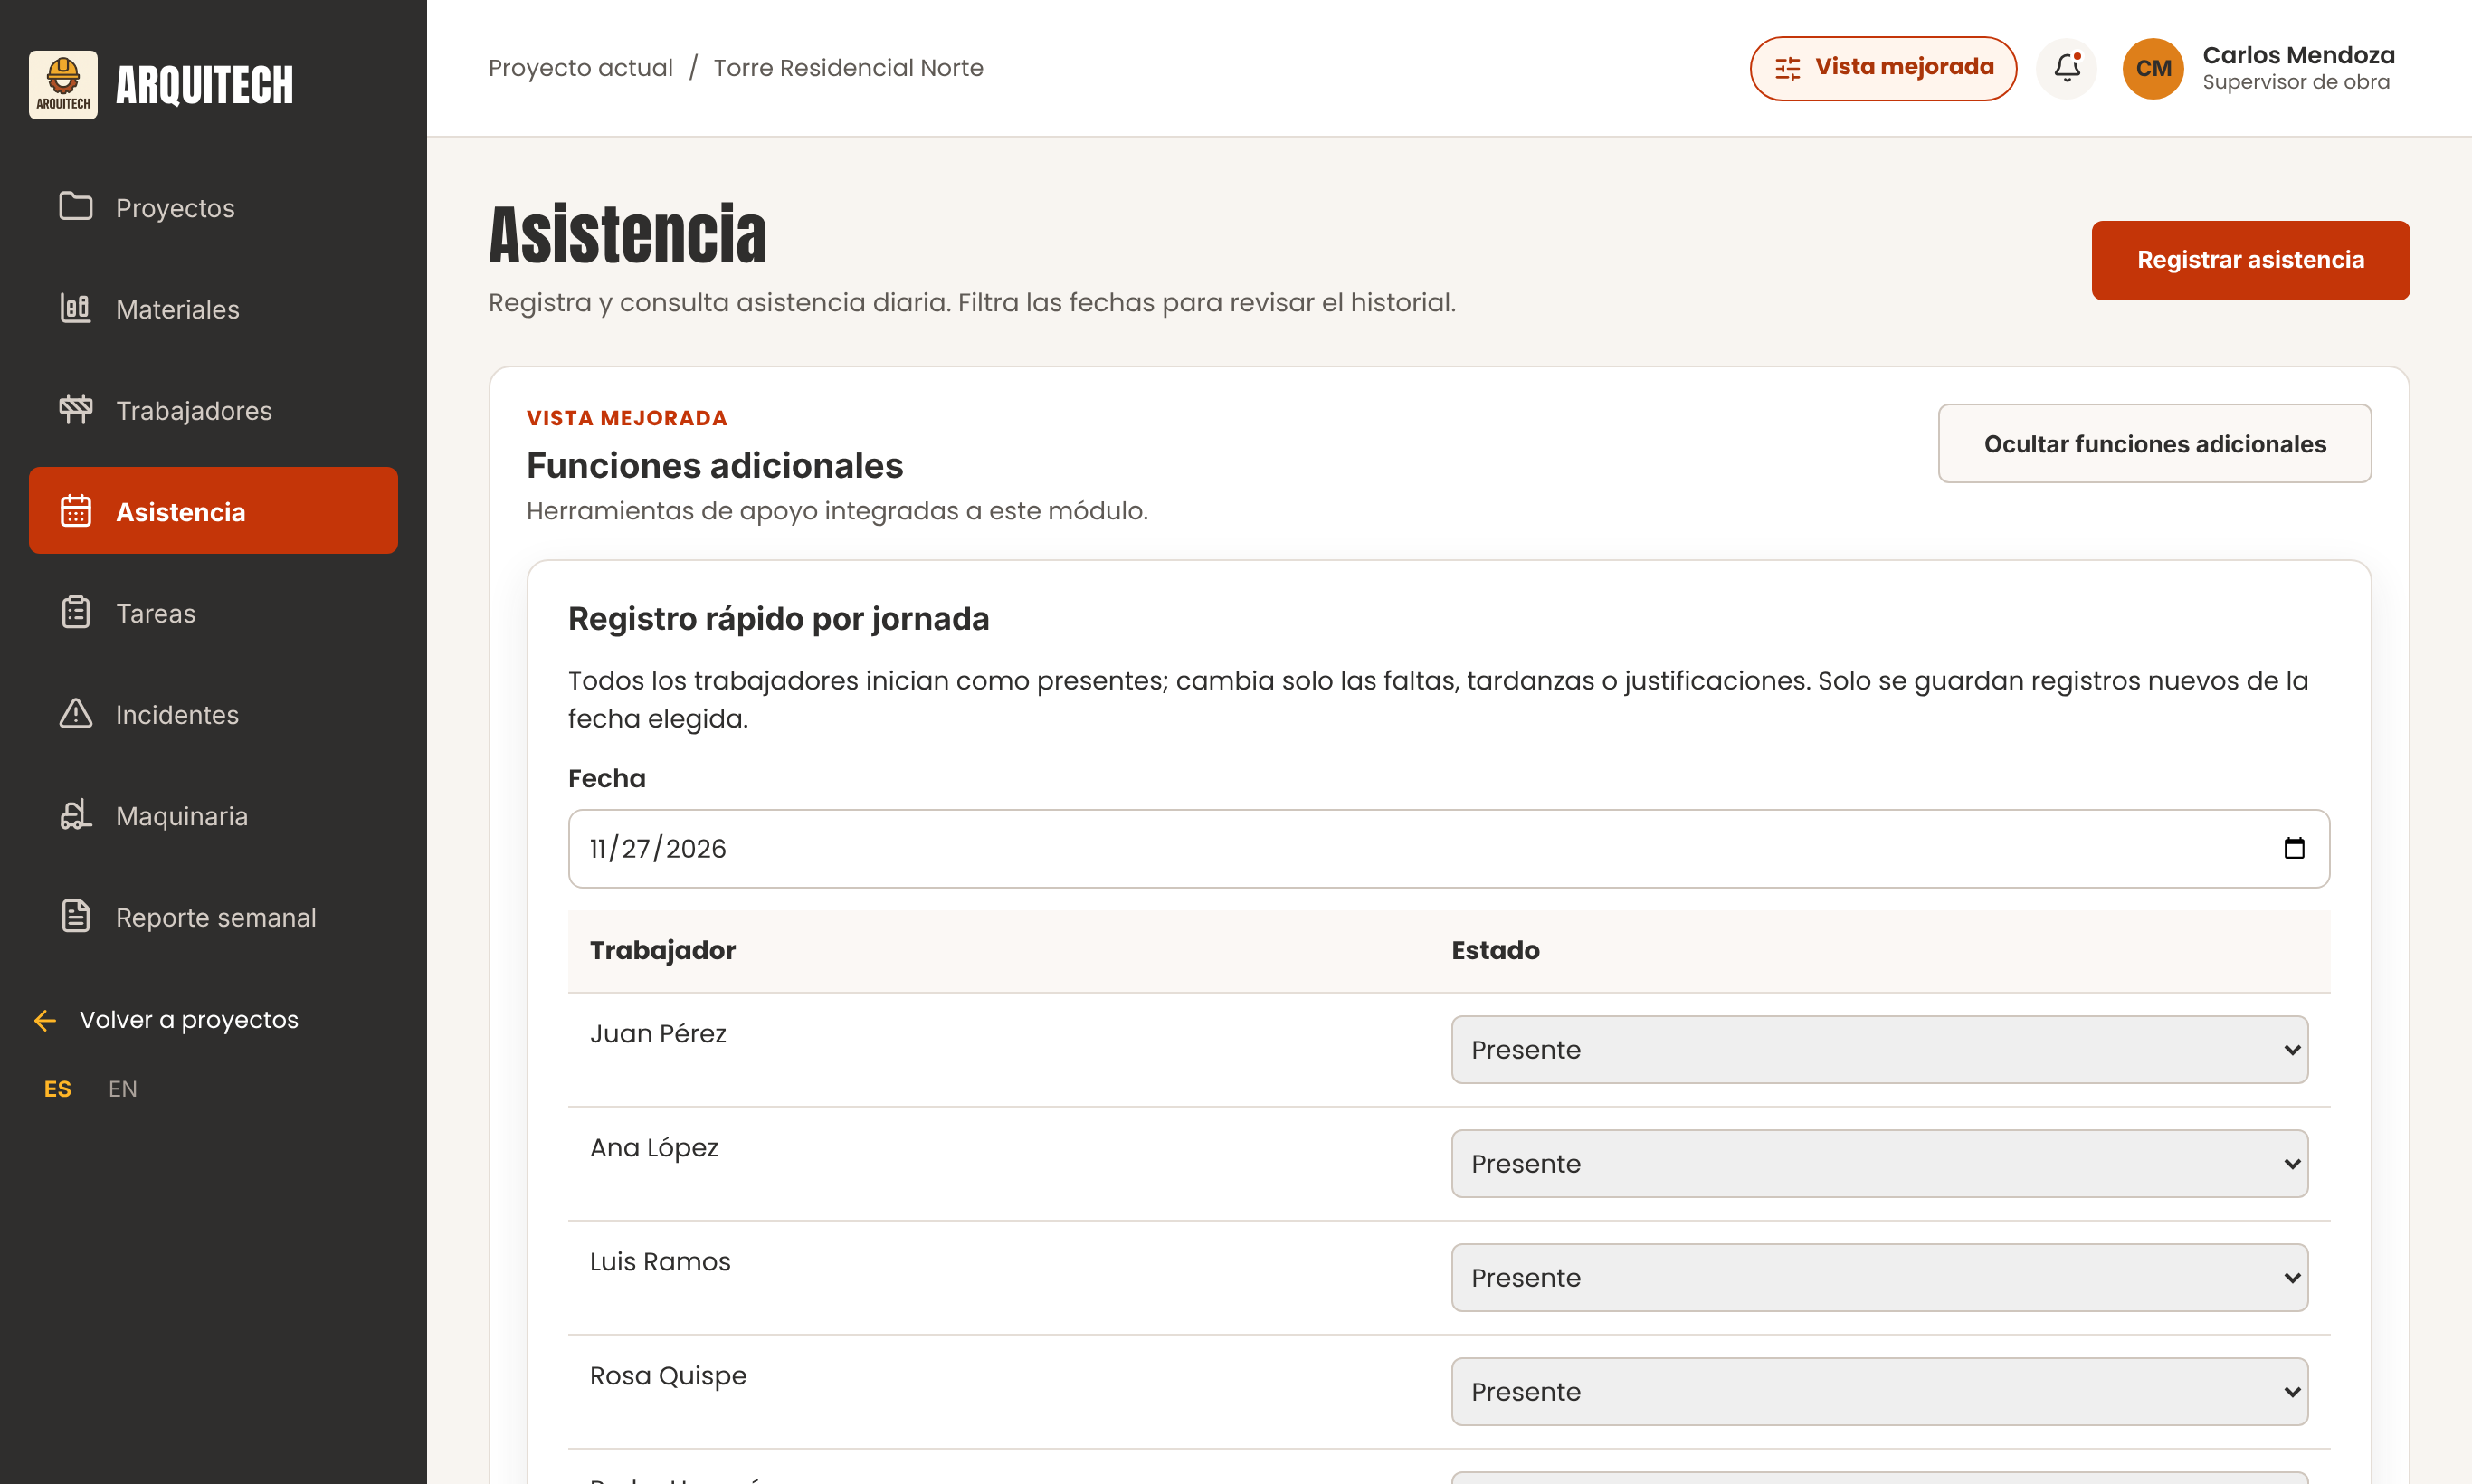 ARQUITECH
ARQUITECH
Proyectos
Materiales
Trabajadores
Asistencia
Tareas
Incidentes
Maquinaria
Reporte semanal
Volver a proyectos
ES EN
Proyecto actual / Torre Residencial Norte
Vista mejorada
CM
Carlos Mendoza
Supervisor de obra
Asistencia
Registra y consulta asistencia diaria. Filtra las fechas para revisar el historial.
Registrar asistencia
VISTA MEJORADA
Funciones adicionales
Herramientas de apoyo integradas a este módulo.
Ocultar funciones adicionales
Registro rápido por jornada
Todos los trabajadores inician como presentes; cambia solo las faltas, tardanzas o justificaciones. Solo se guardan registros nuevos de la
fecha elegida.
Fecha
11/27/2026
Trabajador Estado
Juan Pérez Presente
Ana López Presente
Luis Ramos Presente
Rosa Quispe Presente